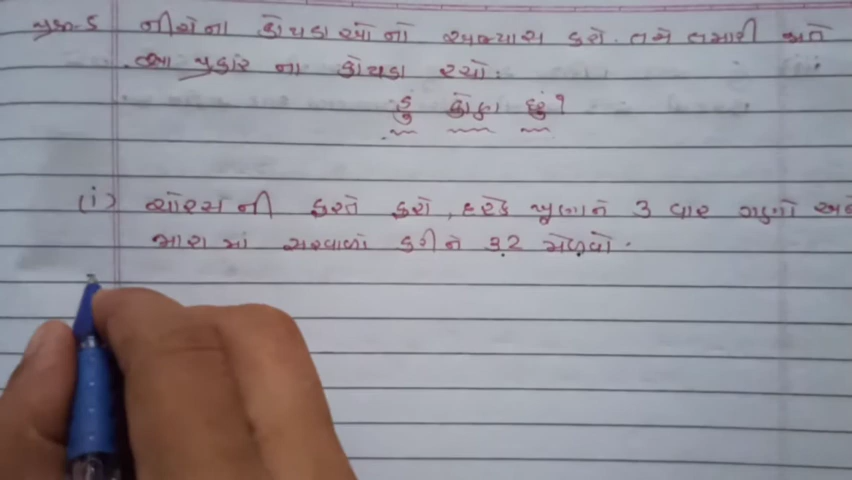 પ્રશ્ન-5 નીચેના કોયડાઓનો અભ્યાસ કરો. તમે તમારી જાતે
આ પ્રકાર ના કોયડા રચો:
હું કોણ છું?
(i) ચોરસની ફરતે ફરો, દરેક ખૂણાને 3 વાર ગણો અને
મારા માં સરવાળો કરીને 32 મેળવો.